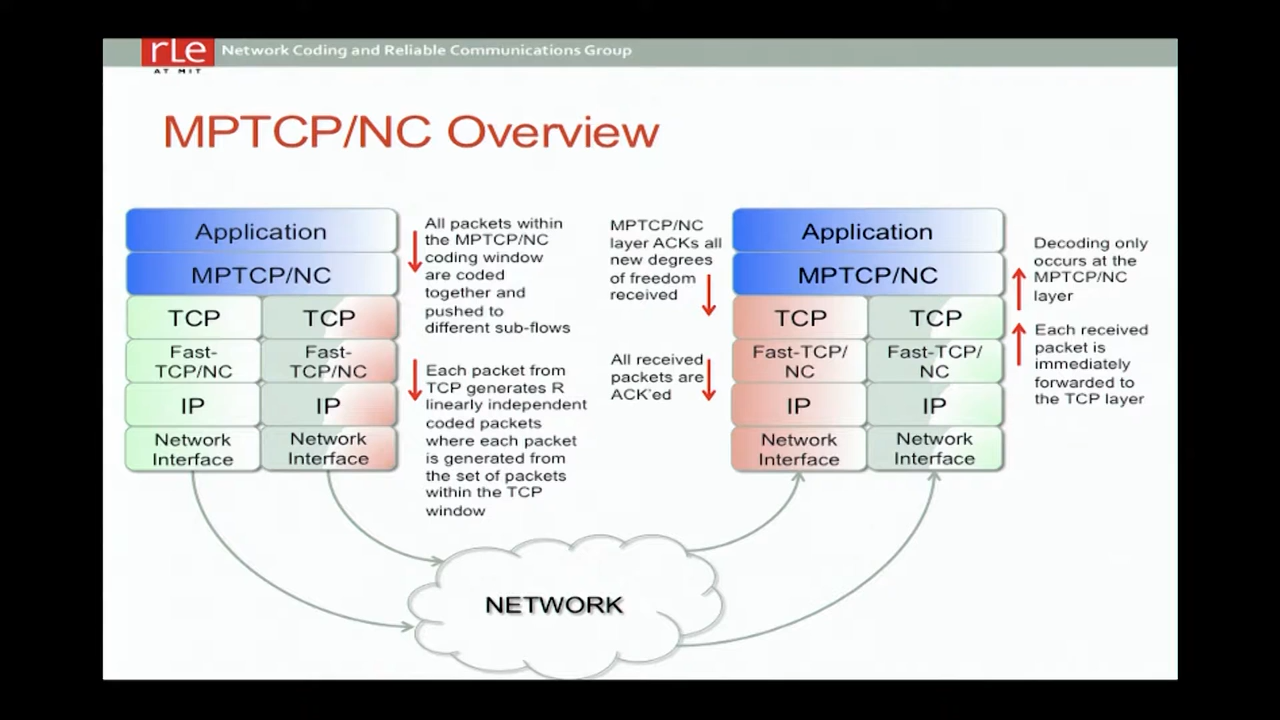 rLe
AT MIT
Network Coding and Reliable Communications Group
MPTCP/NC Overview
Application
MPTCP/NC
TCP
TCP
Fast-
TCP/NC
Fast-
TCP/NC
IP
IP
Network
Interface
Network
Interface
All packets within
the MPTCP/NC
coding window
are coded
together and
pushed to
different sub-flows
Each packet from
TCP generates R
linearly independent
coded packets
where each packet
is generated from
the set of packets
within the TCP
window
MPTCP/NC
layer ACKs all
new degrees
of freedom
received
All received
packets are
ACK'ed
Application
MPTCP/NC
TCP
TCP
Fast-TCP/
NC
Fast-TCP/
NC
IP
IP
Network
Interface
Network
Interface
Decoding only
occurs at the
MPTCP/NC
layer
Each received
packet is
immediately
forwarded to
the TCP layer
NETWORK